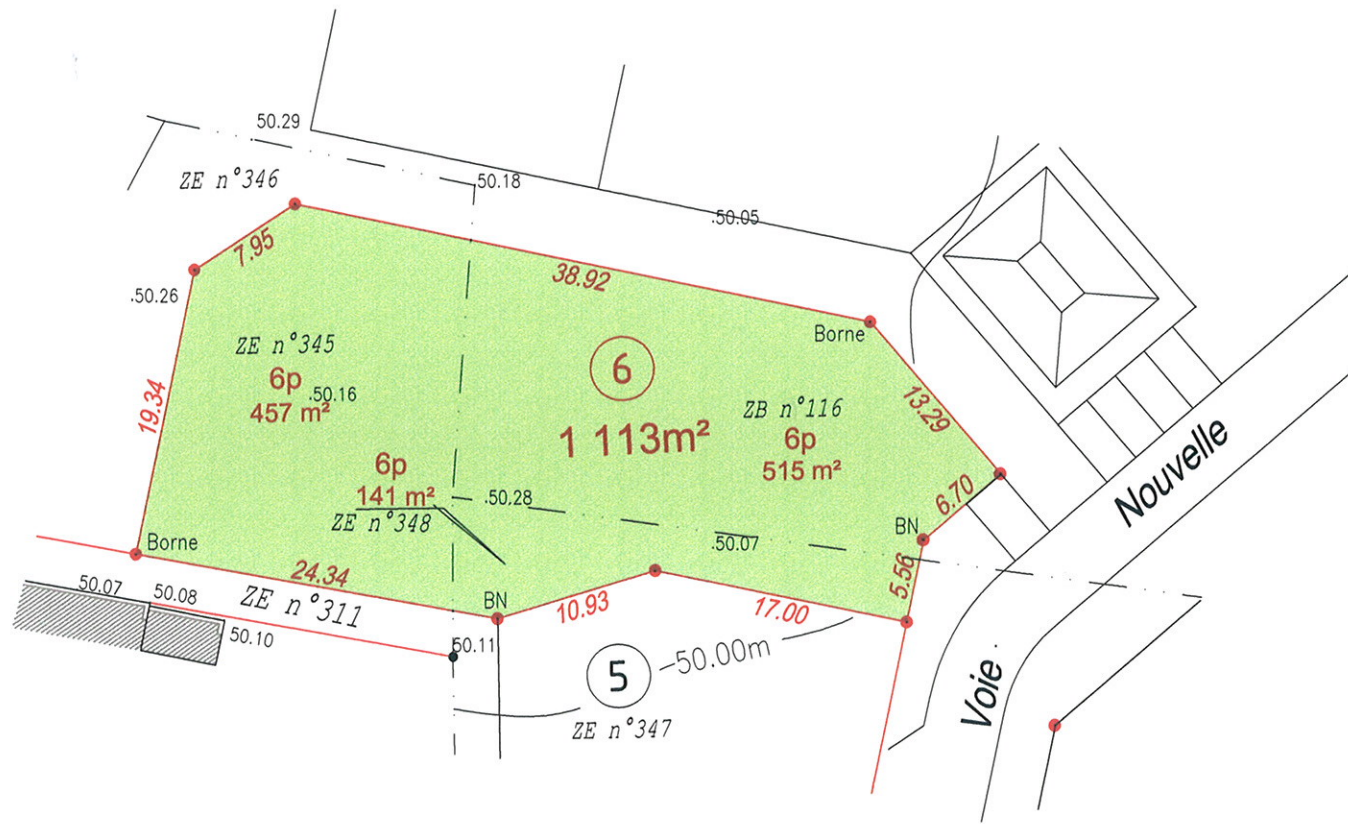 50.29
ZE n°346
50.18
.50.05
7.95
38.92
.50.26
Borne
ZE n°345
6p
457 m²
.50.16
6
1 113m²
ZB n°116
6p
515 m²
13.29
19.34
6p
141 m²
ZE n°348
.50.28
6.70
Nouvelle
BN
.50.07
5.56
Borne
24.34
BN
10.93
17.00
50.07
50.08
ZE n°311
50.10
50.11
5
-50.00m
ZE n°347
Voie